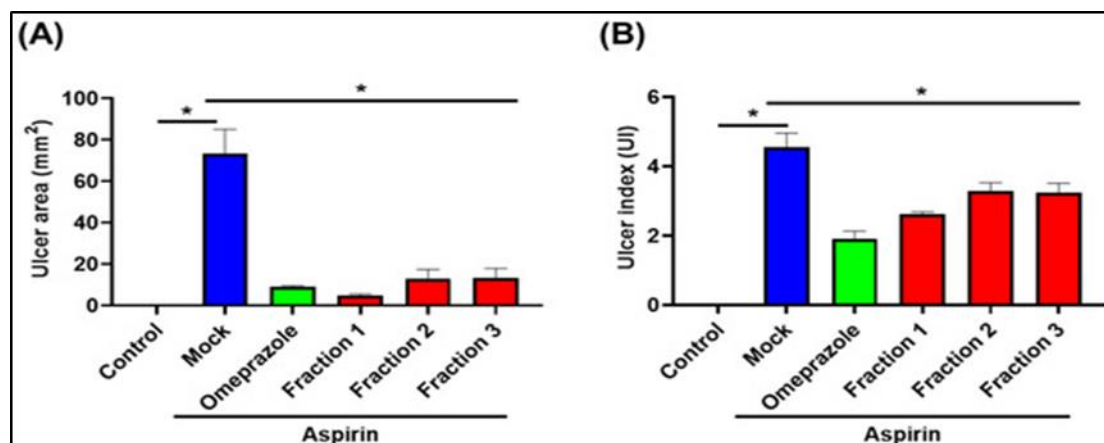 (A)
(B)
*
*
100
80
60
40
20
0
Ulcer area (mm²)
Control
Mock
Omeprazole
Fraction 1
Fraction 2
Fraction 3
Aspirin
*
*
6
4
2
0
Ulcer index (UI)
Control
Mock
Omeprazole
Fraction 1
Fraction 2
Fraction 3
Aspirin